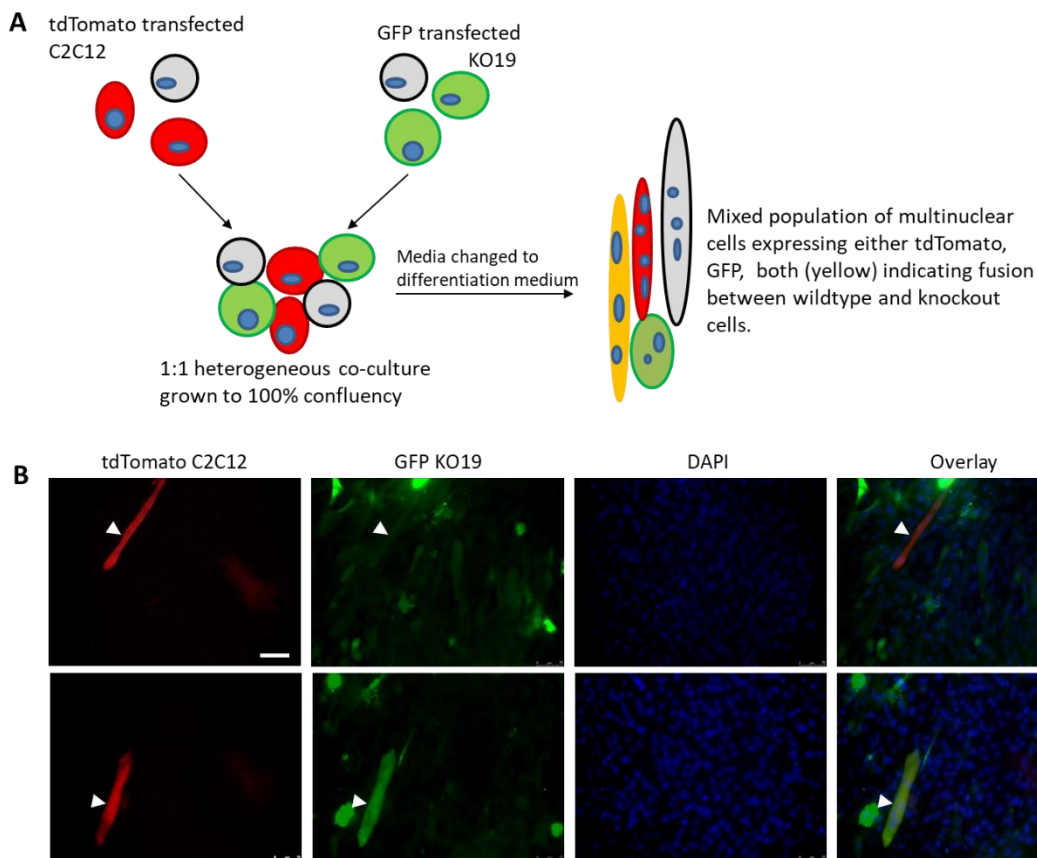 A
tdTomato transfected
C2C12
GFP transfected
KO19
Media changed to
differentiation medium
1:1 heterogeneous co-culture
grown to 100% confluency
Mixed population of multinuclear
cells expressing either tdTomato,
GFP, both (yellow) indicating fusion
between wildtype and knockout
cells.
B
tdTomato C2C12
GFP KO19
DAPI
Overlay